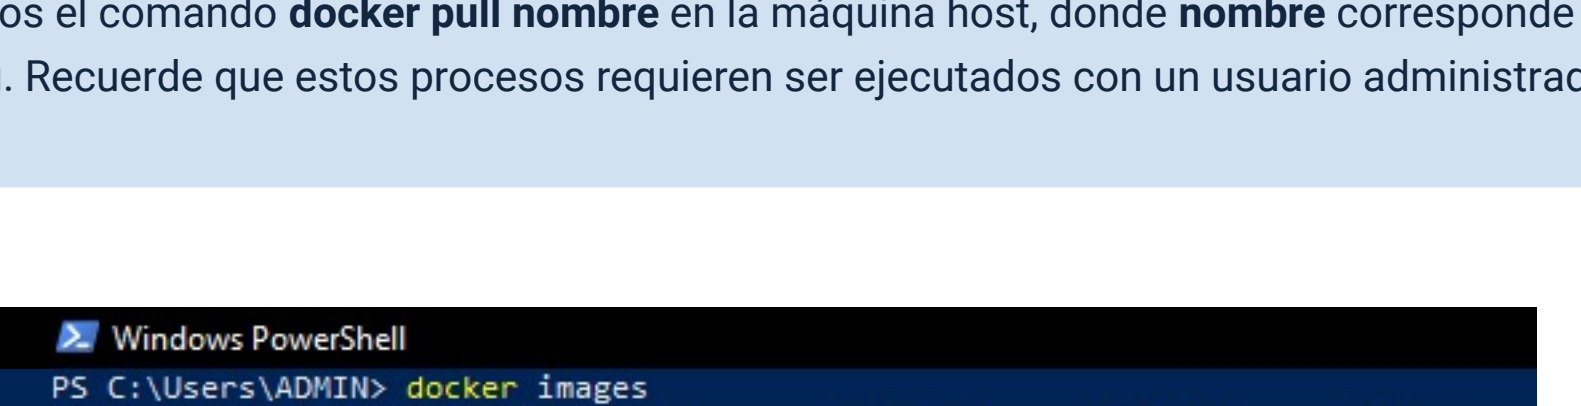 os el comando docker pull nombre en la máquina host, donde nombre corresponde
. Recuerde que estos procesos requieren ser ejecutados con un usuario administrac
Windows PowerShell
PS C:\Users\ADMIN> docker images